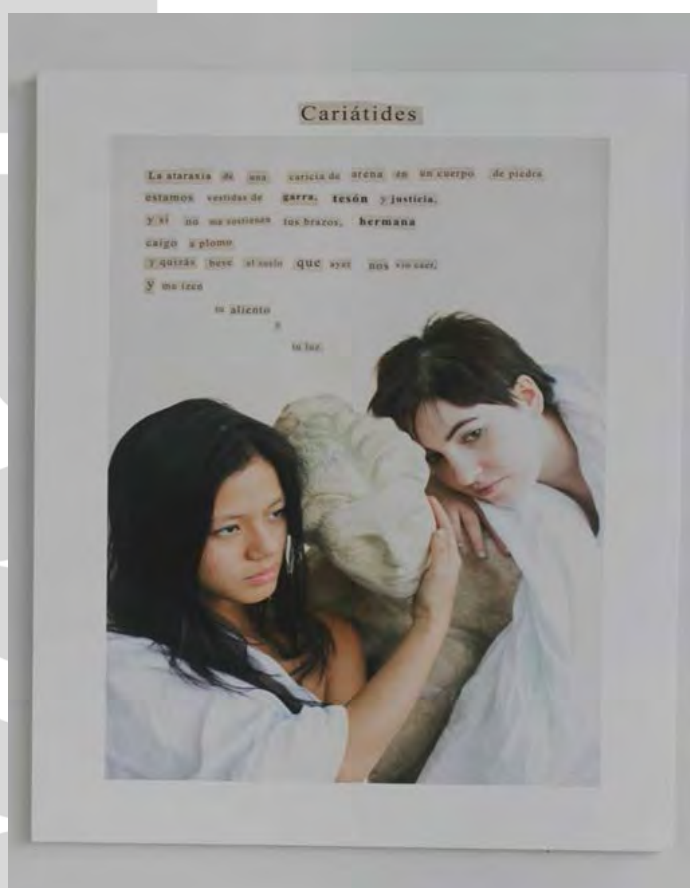 Cariátides
La ataraxia de una caricia de arena en un cuerpo de piedra
estamos vestidas de garra, tesón y justicia,
y si no me sostienen tus brazos, hermana
caigo a plomo
y quizás bese el suelo que ayer nos vio caer,
y me izen
tu aliento
y
tu luz.